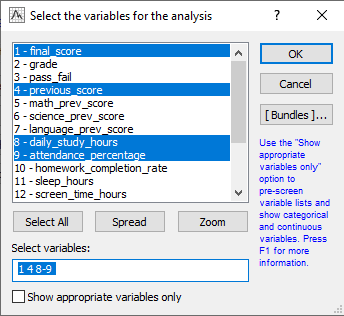 Select the variables for the analysis
1 - final_score
2 - grade
3 - pass_fail
4 - previous_score
5 - math_prev_score
6 - science_prev_score
7 - language_prev_score
8 - daily_study_hours
9 - attendance_percentage
10 - homework_completion_rate
11 - sleep_hours
12 - screen_time_hours
OK
Cancel
[ Bundles ]...
Use the "Show
appropriate
variables only"
option to
pre-screen
variable lists and
show categorical
and continuous
variables. Press
F1 for more
information.
Select All
Spread
Zoom
Select variables:
1 4 8-9
Show appropriate variables only